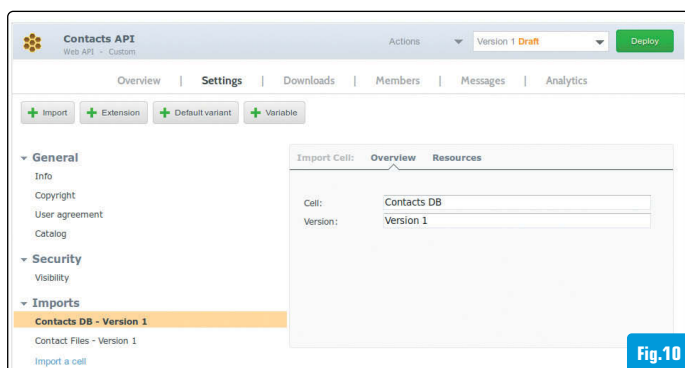 Contacts API
Web API - Custom
Actions
Version 1 Draft
Deploy
Overview | Settings | Downloads | Members | Messages | Analytics
Import
Extension
Default variant
Variable
General
Info
Copyright
User agreement
Catalog
Security
Visibility
Imports
Contacts DB - Version 1
Contact Files - Version 1
Import a cell
Import Cell: Overview Resources
Cell: Contacts DB
Version: Version 1
Fig.10